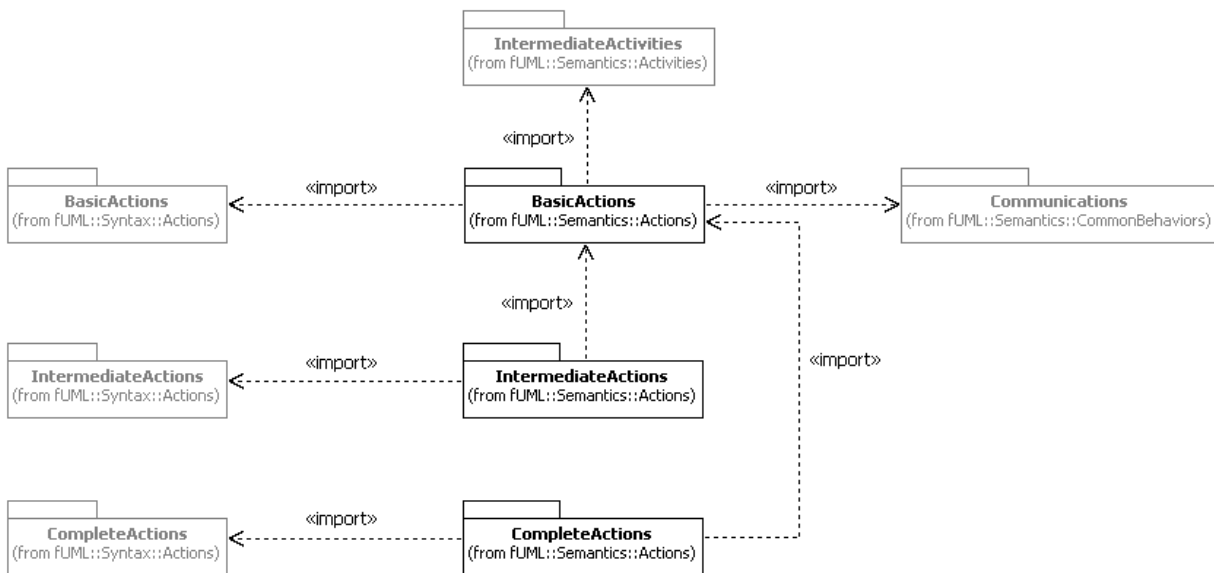 IntermediateActivities
(from fUML::Semantics::Activities)
«import»
«import»
«import»
BasicActions
(from fUML::Syntax::Actions)
BasicActions
(from fUML::Semantics::Actions)
Communications
(from fUML::Semantics::CommonBehaviors)
«import»
«import»
«import»
IntermediateActions
(from fUML::Syntax::Actions)
IntermediateActions
(from fUML::Semantics::Actions)
«import»
CompleteActions
(from fUML::Syntax::Actions)
CompleteActions
(from fUML::Semantics::Actions)